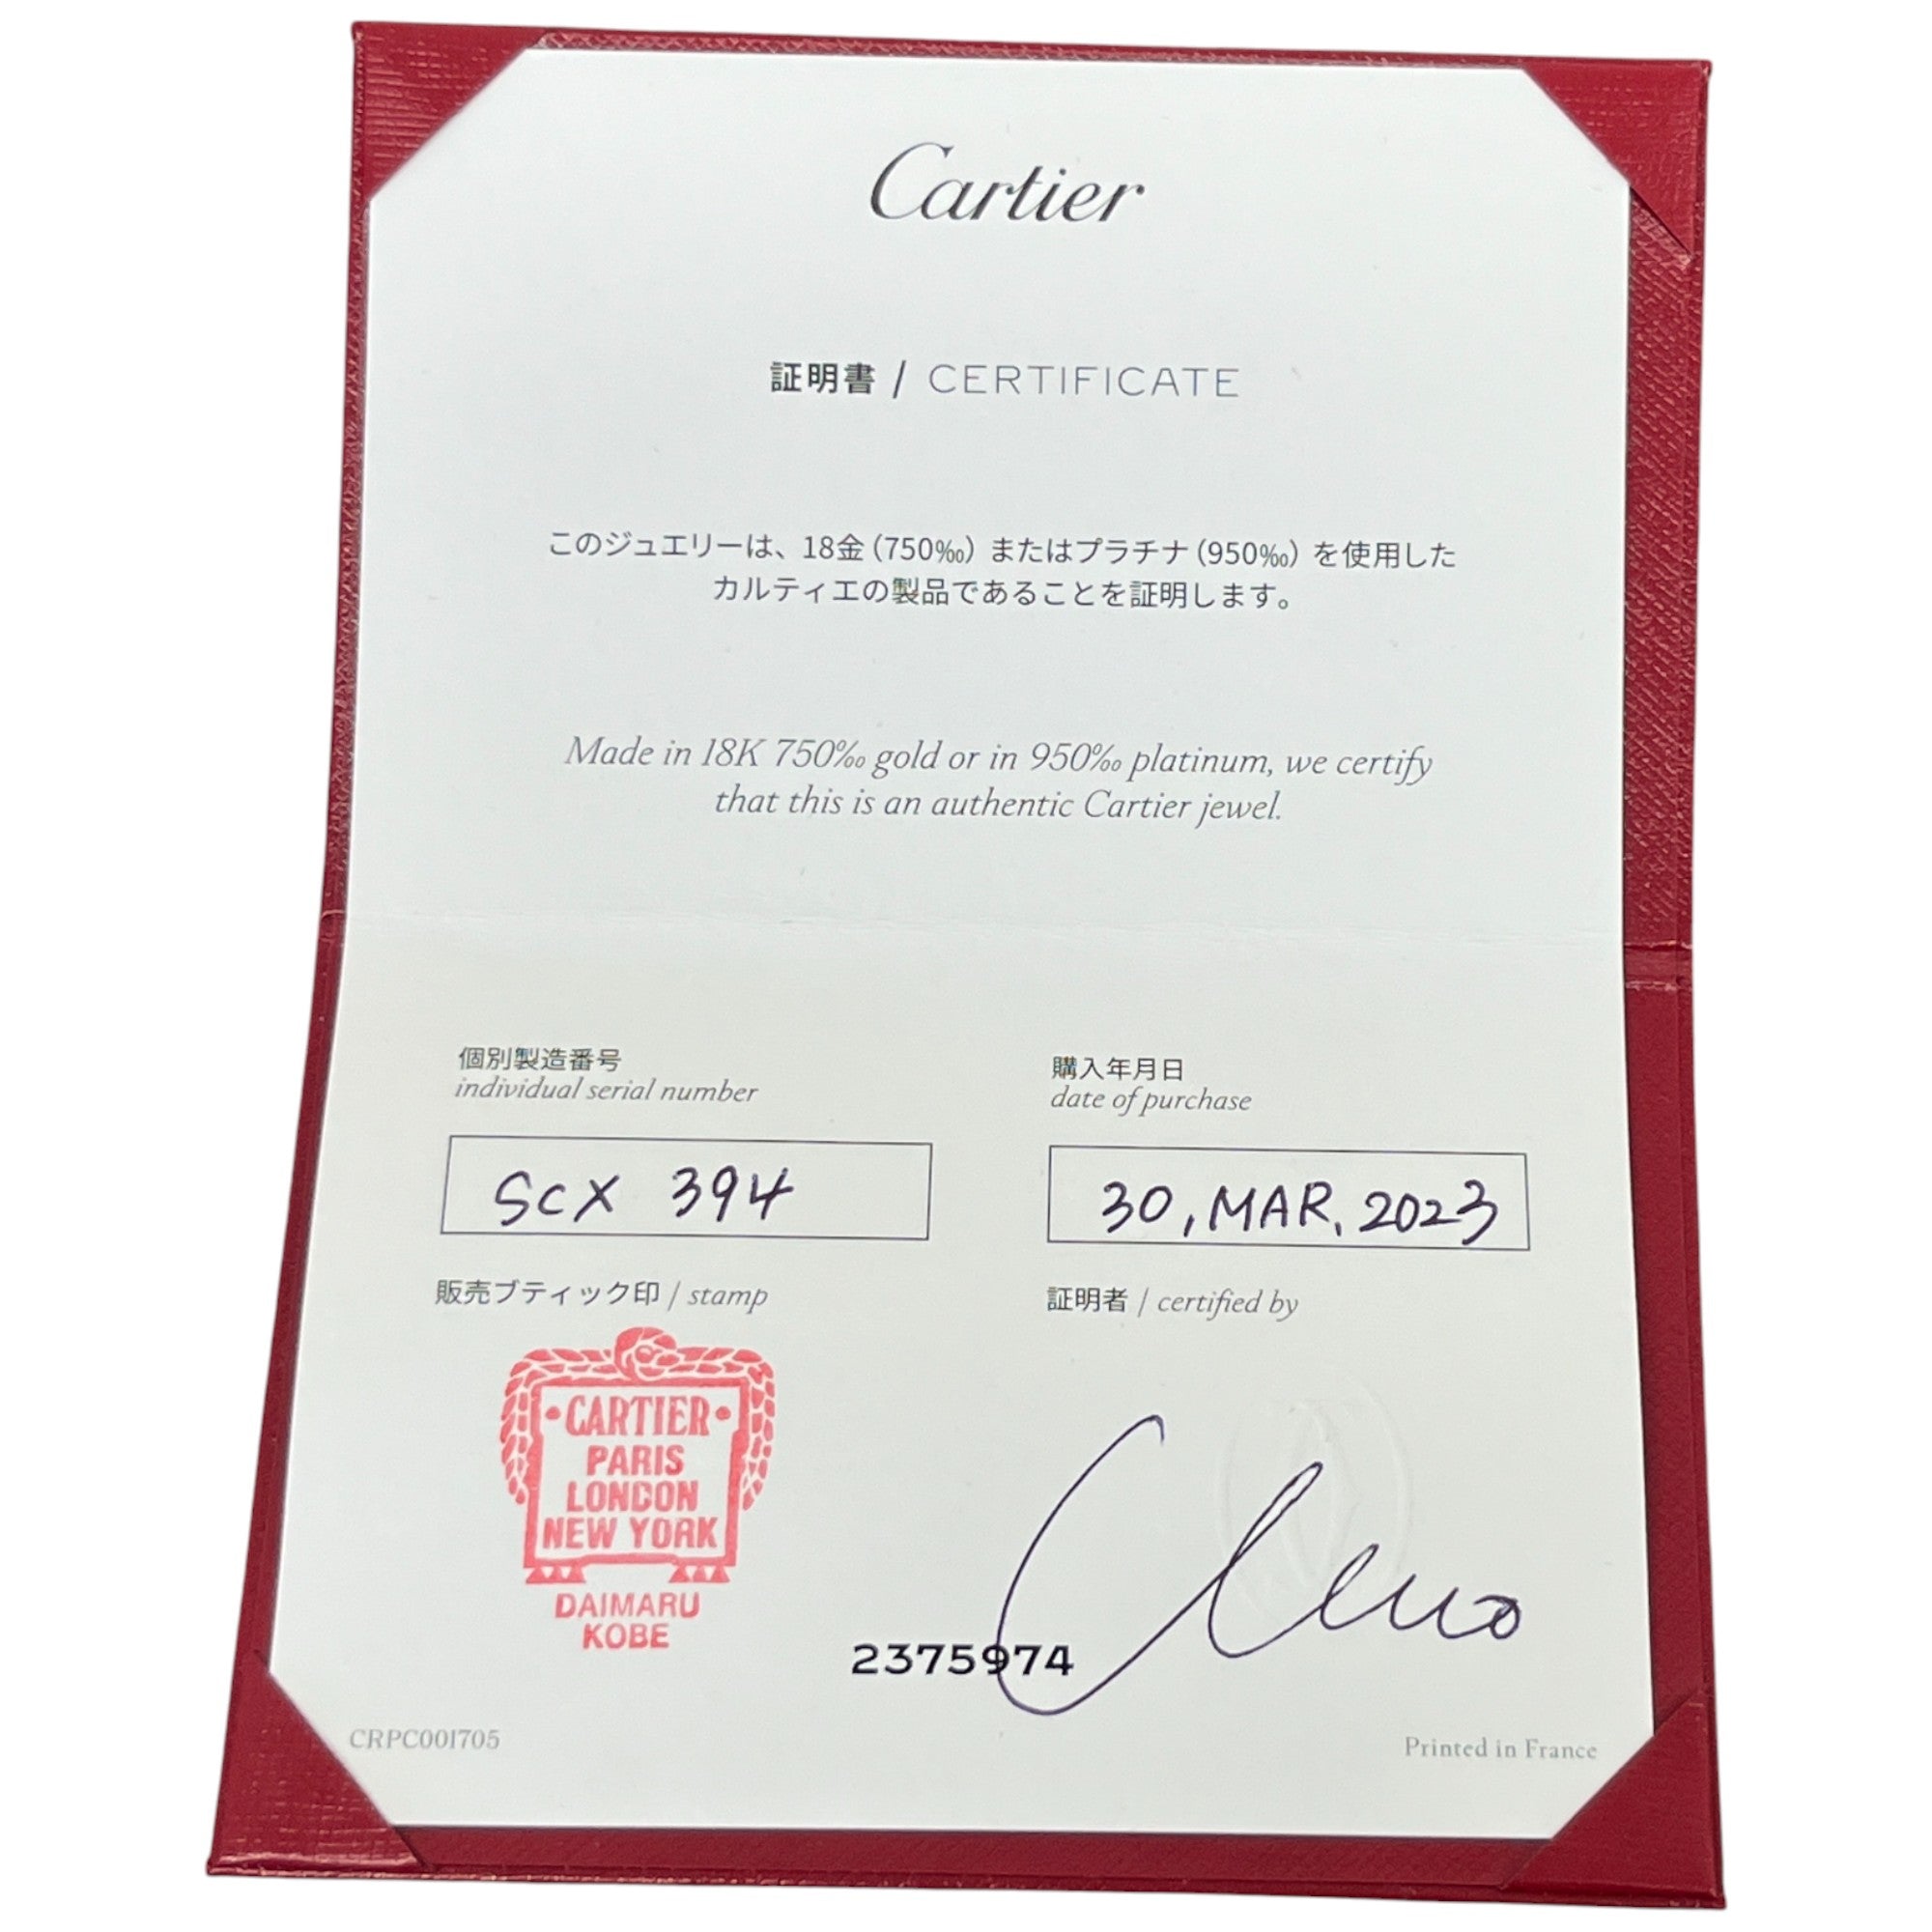 Cartier
証明書 / CERTIFICATE
このジュエリーは、18金(750‰)またはプラチナ(950‰)を使用した
カルティエの製品であることを証明します。
Made in 18K 750‰ gold or in 950‰ platinum, we certify
that this is an authentic Cartier jewel.
個別製造番号
individual serial number
SCX 394
購入年月日
date of purchase
30, MAR, 2023
販売ブティック印 / stamp
CARTIER
PARIS
LONDON
NEW YORK
DAIMARU
KOBE
証明者 / certified by
2375974
CRPC001705
Printed in France